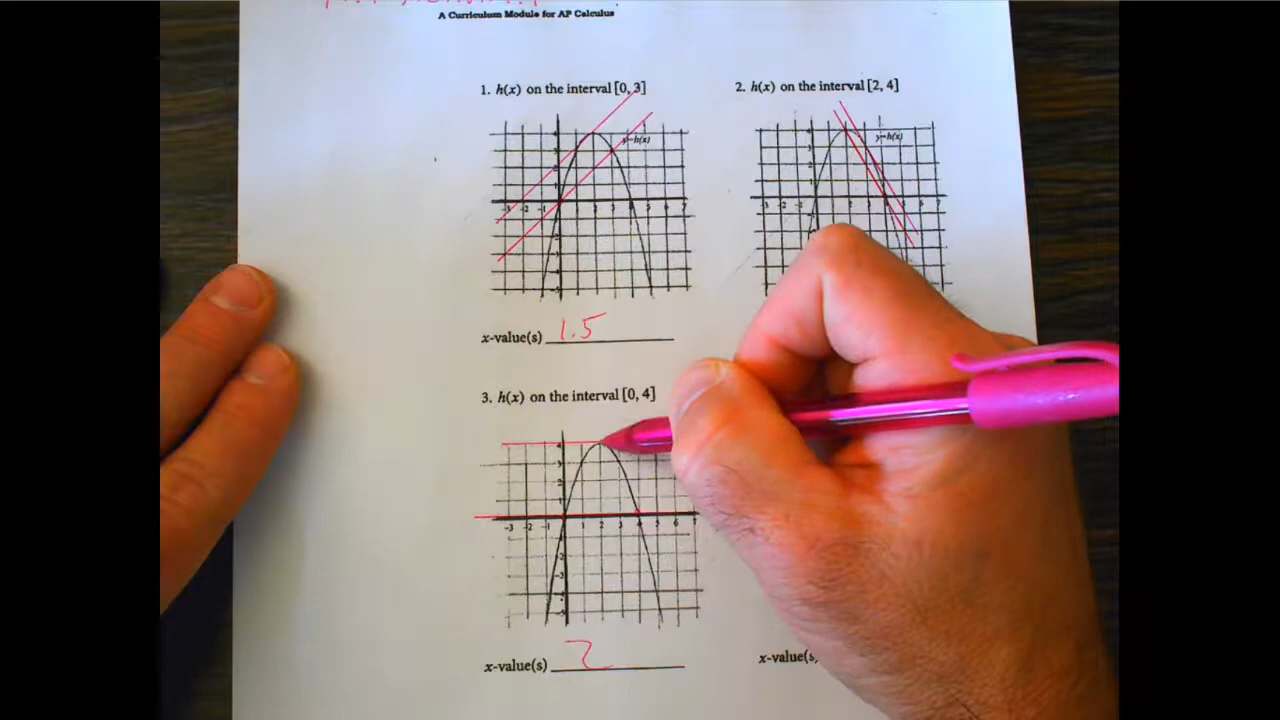 A Curriculum Module for AP Calculus
1. h(x) on the interval [0, 3]
y=h(x)
x-value(s) 1.5
2. h(x) on the interval [2, 4]
y=h(x)
3. h(x) on the interval [0, 4]
x-value(s) 2
x-value(s)